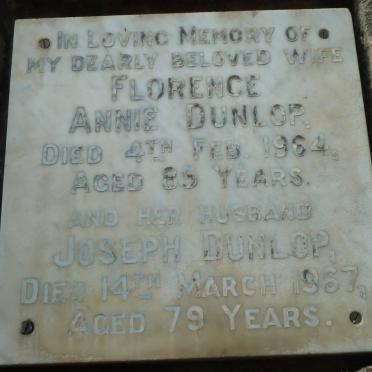 IN LOVING MEMORY OF
MY DEARLY BELOVED WIFE
FLORENCE
ANNIE DUNLOP
DIED 4TH FEB. 1964,
AGED 85 YEARS.
AND HER HUSBAND
JOSEPH DUNLOP,
DIED 14TH MARCH 1967,
AGED 79 YEARS.